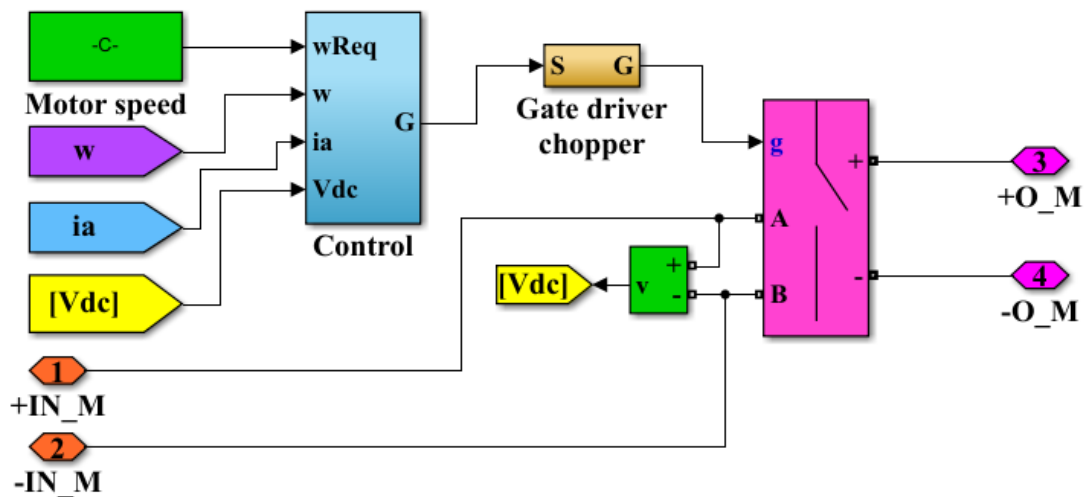 -C-
Motor speed
w
ia
[Vdc]
1
+IN_M
2
-IN_M
wReq
w
ia
Vdc
G
Control
S G
Gate driver
chopper
[Vdc]
v
+
-
g
A
B
+
-
3
+O_M
4
-O_M